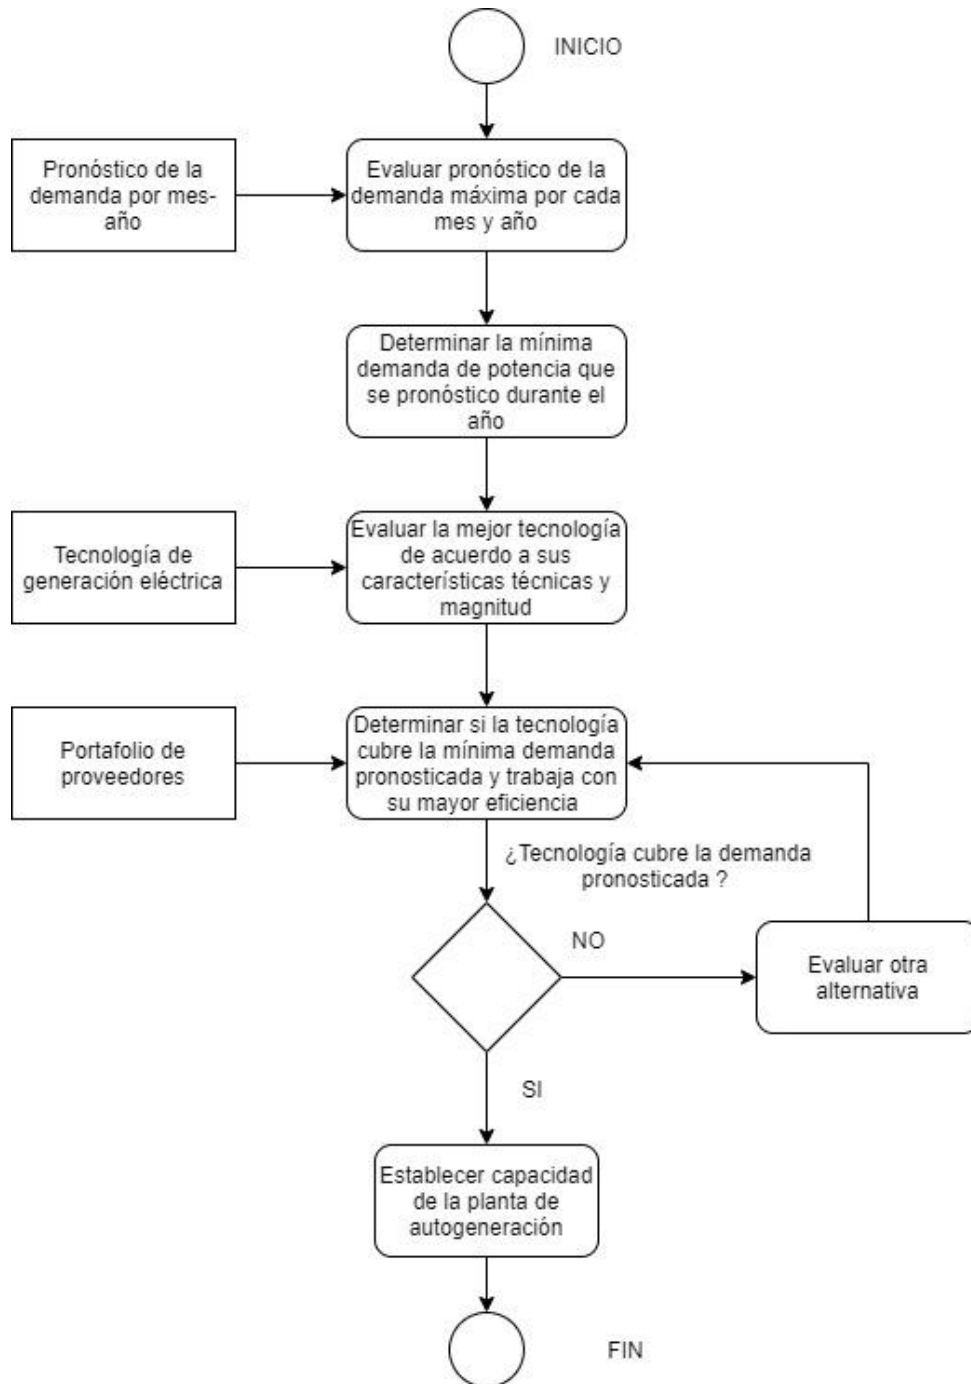 INICIO
Pronóstico de la
demanda por mes-
año
Evaluar pronóstico de la
demanda máxima por cada
mes y año
Determinar la mínima
demanda de potencia que
se pronóstico durante el
año
Tecnología de
generación eléctrica
Evaluar la mejor tecnología
de acuerdo a sus
características técnicas y
magnitud
Portafolio de
proveedores
Determinar si la tecnología
cubre la mínima demanda
pronosticada y trabaja con
su mayor eficiencia
¿Tecnología cubre la demanda
pronosticada ?
NO
Evaluar otra
alternativa
SI
Establecer capacidad
de la planta de
autogeneración
FIN